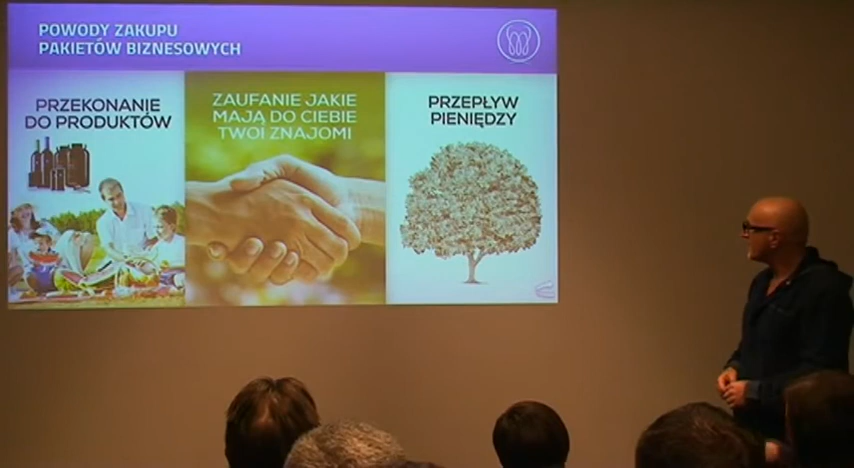 POWODY ZAKUPU
PAKIETÓW BIZNESOWYCH
PRZEKONANIE
DO PRODUKTÓW
ZAUFANIE JAKIE
MAJĄ DO CIEBIE
TWOI ZNAJOMI
PRZEPŁYW
PIENIĘDZY